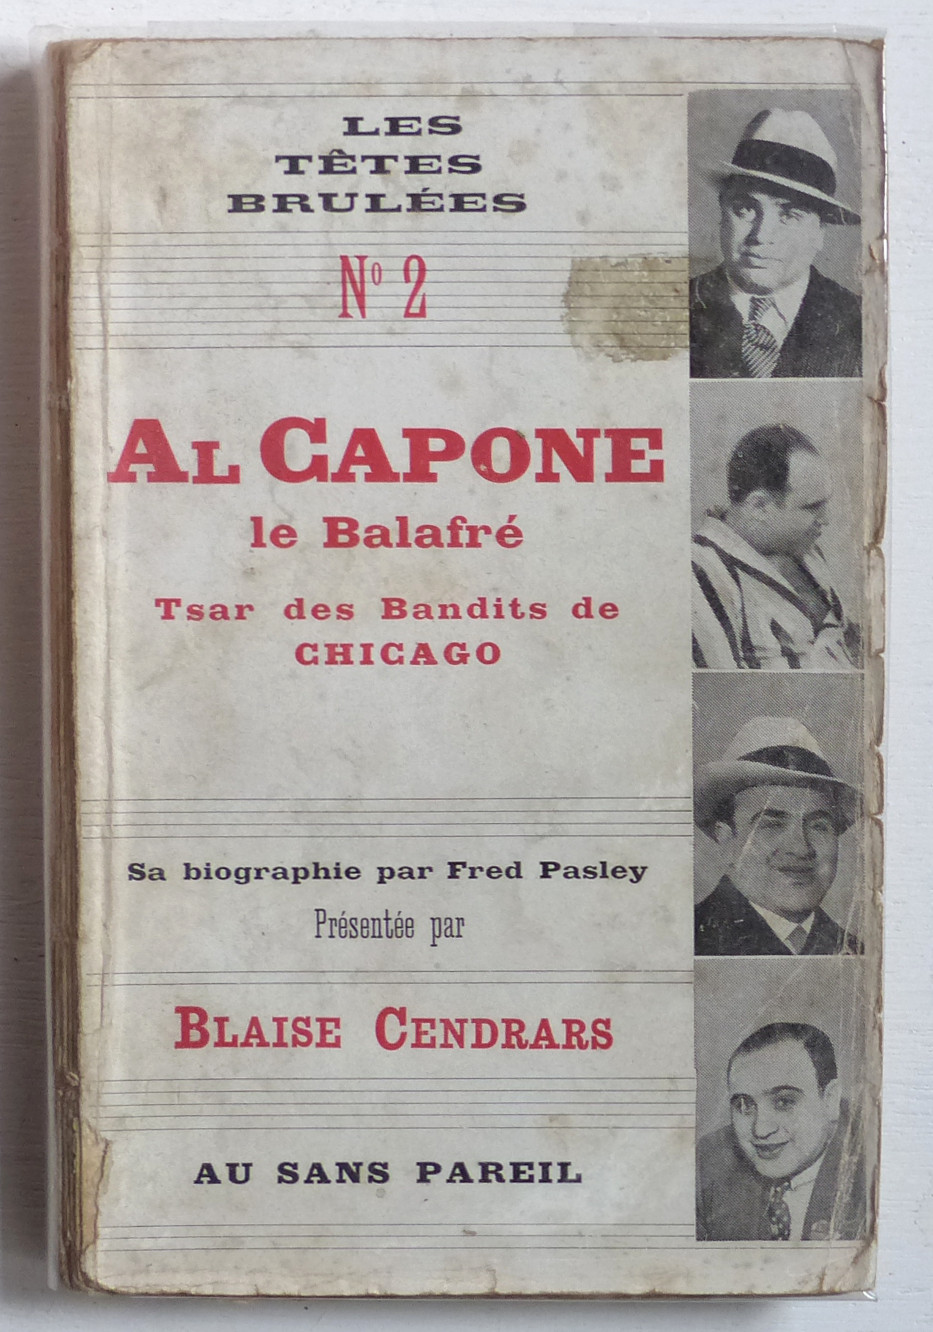 LES
TÊTES
BRULÉES
Nº 2
AL CAPONE
le Balafré
Tsar des Bandits de
CHICAGO
Sa biographie par Fred Pasley
Présentée par
BLAISE CENDRARS
AU SANS PAREIL